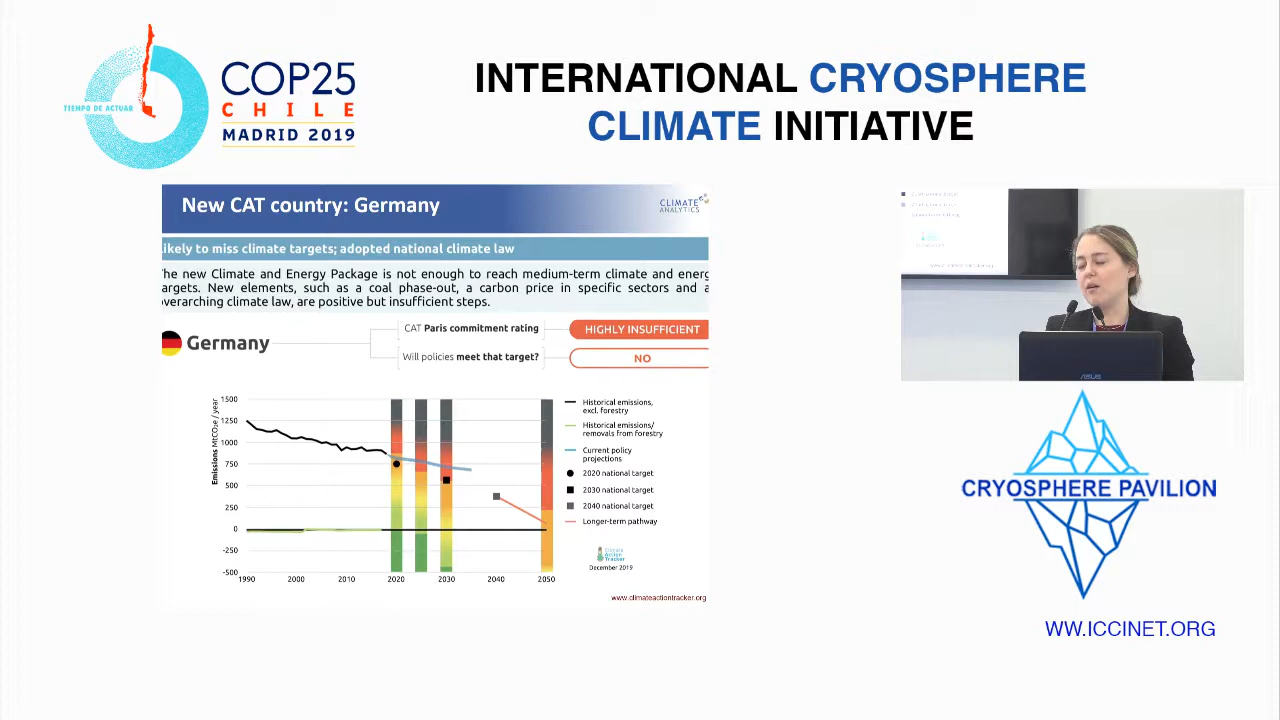 TIEMPO DE ACTUAR
COP25
CHILE
MADRID 2019
INTERNATIONAL CRYOSPHERE
CLIMATE INITIATIVE
New CAT country: Germany
CLIMATE
ANALYTICS
likely to miss climate targets; adopted national climate law
The new Climate and Energy Package is not enough to reach medium-term climate and energ
argets. New elements, such as a coal phase-out, a carbon price in specific sectors and a
overarching climate law, are positive but insufficient steps.
Germany
CAT Paris commitment rating
HIGHLY INSUFFICIENT
Will policies meet that target?
NO
Emissions MtCO₂e / year
1500
1250
1000
750
500
250
0
-250
-500
1990
2000
2010
2020
2030
2040
2050
Historical emissions,
excl. forestry
Historical emissions/
removals from forestry
Current policy
projections
2020 national target
2030 national target
2040 national target
Longer-term pathway
Climate
Action
Tracker
December 2019
www.climateactiontracker.org
ASUS
CRYOSPHERE PAVILION
WW.ICCINET.ORG